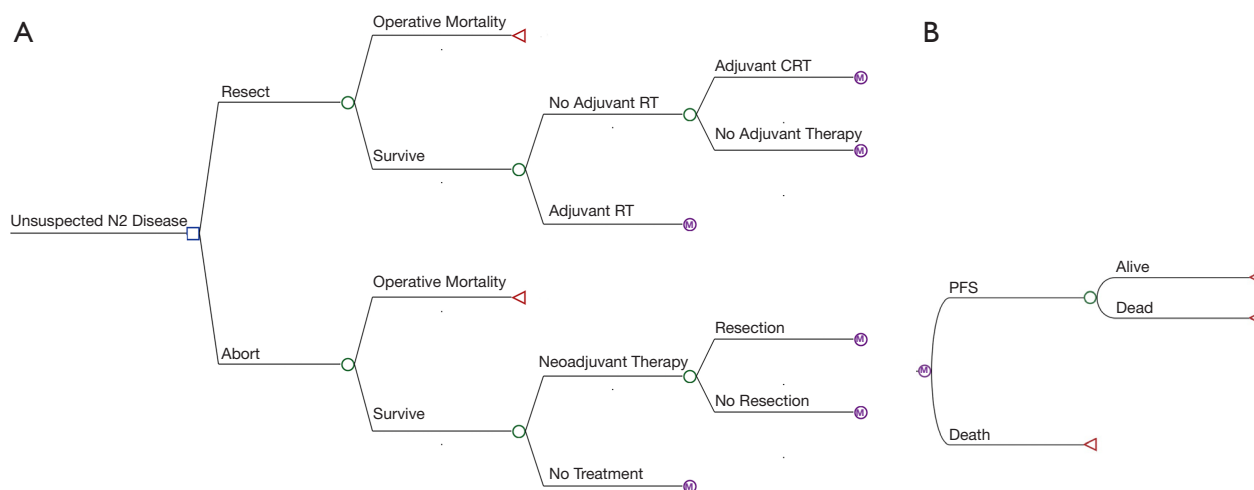 A
B
Operative Mortality
Adjuvant CRT
Resect
No Adjuvant RT
No Adjuvant Therapy
Survive
Adjuvant RT
Unsuspected N2 Disease
Operative Mortality
Resection
Abort
Neoadjuvant Therapy
No Resection
Survive
No Treatment
M
M
M
M
M
M
Alive
PFS
Dead
M
Death